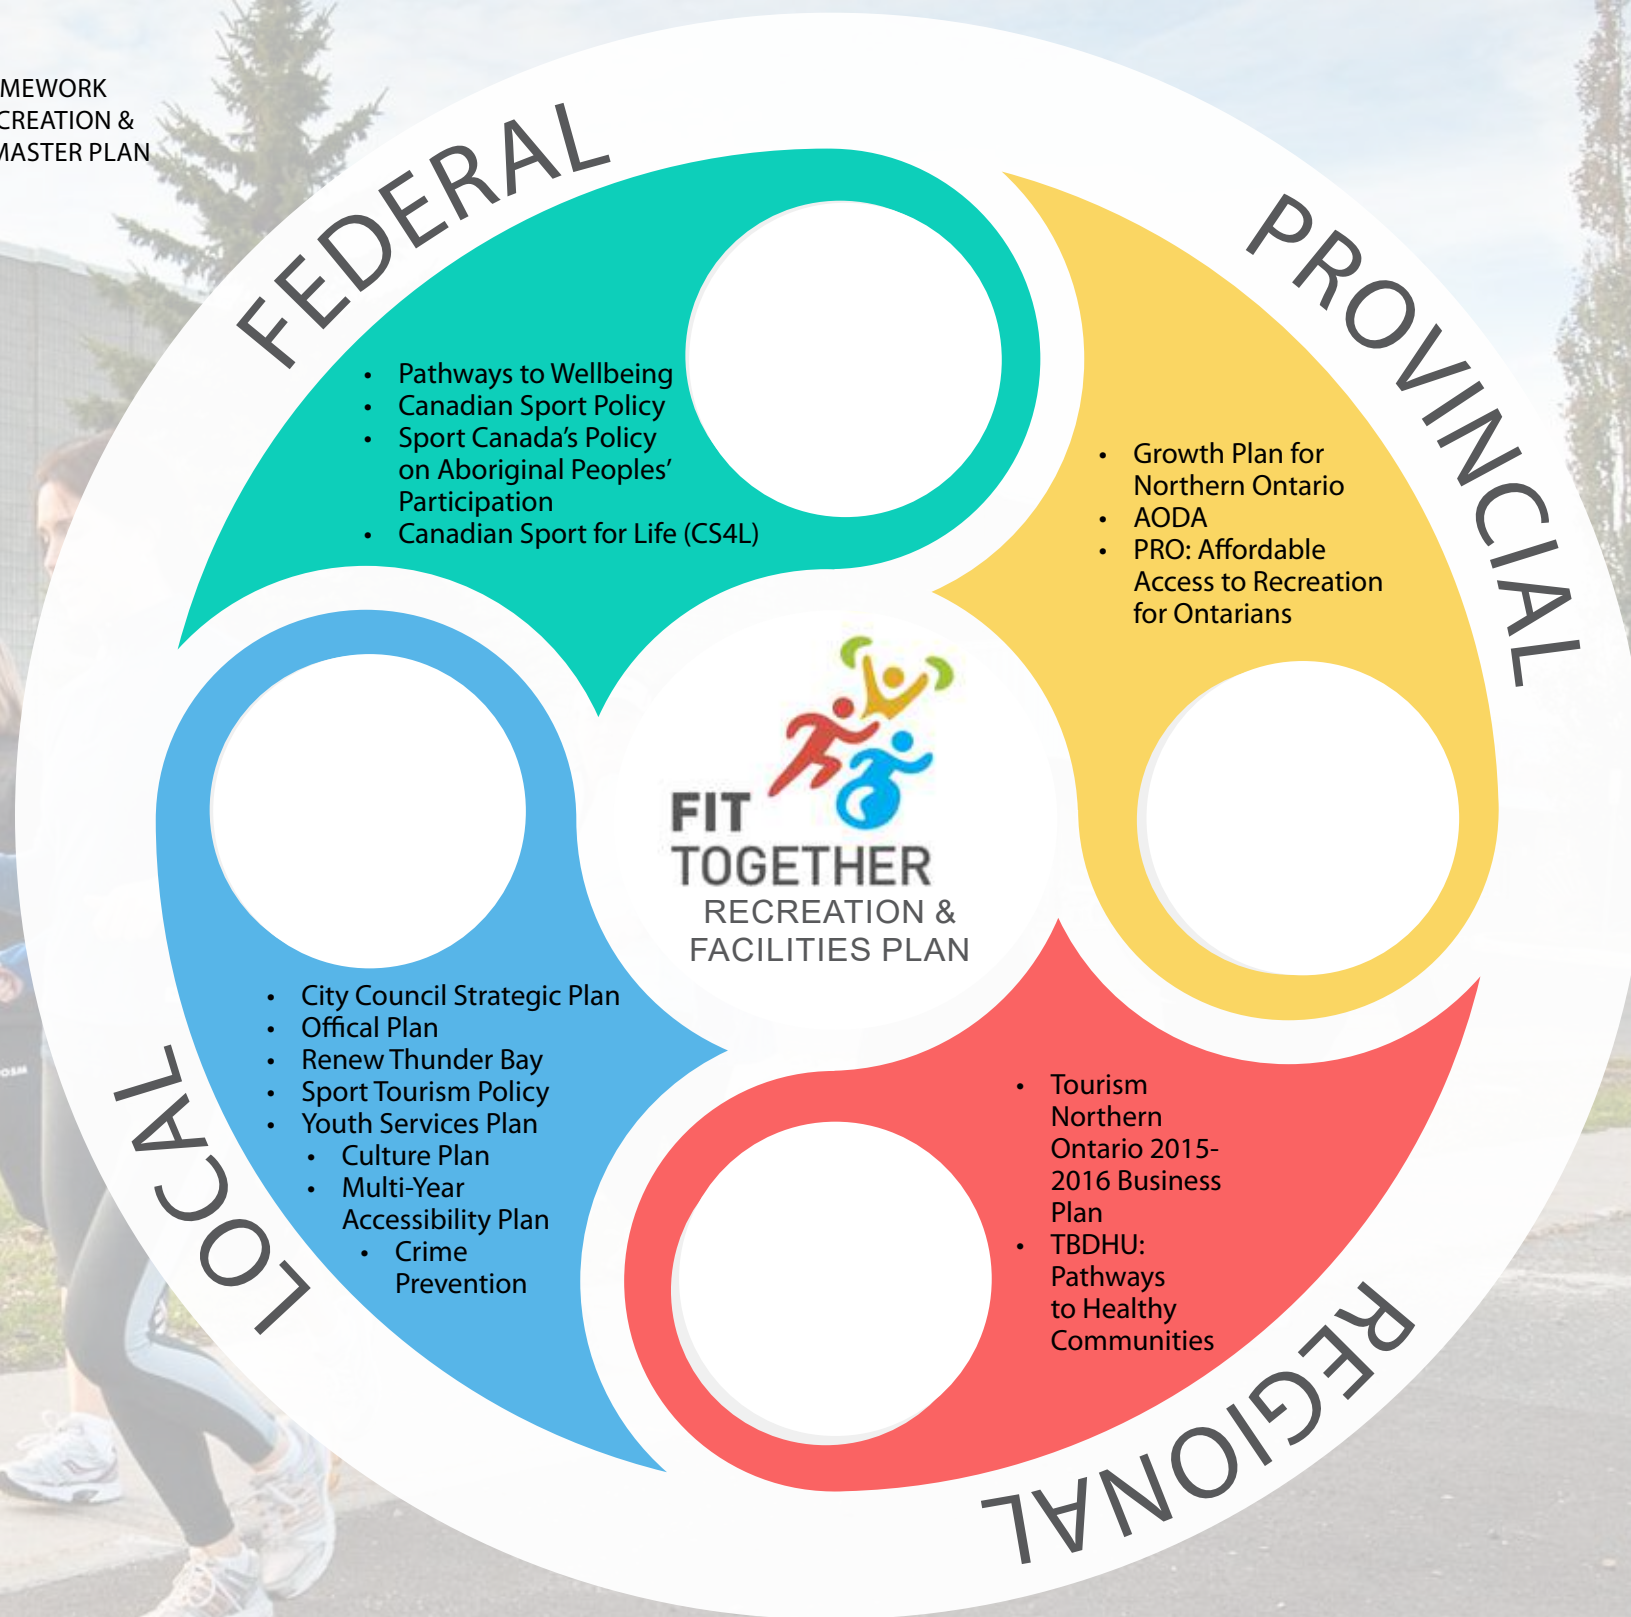 MEWORK
CREATION &
MASTER PLAN
FEDERAL
• Pathways to Wellbeing
• Canadian Sport Policy
• Sport Canada’s Policy
on Aboriginal Peoples’
Participation
• Canadian Sport for Life (CS4L)
PROVINCIAL
• Growth Plan for
Northern Ontario
• AODA
• PRO: Affordable
Access to Recreation
for Ontarians
FIT
TOGETHER
RECREATION &
FACILITIES PLAN
LOCAL
• City Council Strategic Plan
• Offical Plan
• Renew Thunder Bay
• Sport Tourism Policy
• Youth Services Plan
• Culture Plan
• Multi-Year
Accessibility Plan
• Crime
Prevention
REGIONAL
• Tourism
Northern
Ontario 2015-
2016 Business
Plan
• TBDHU:
Pathways
to Healthy
Communities